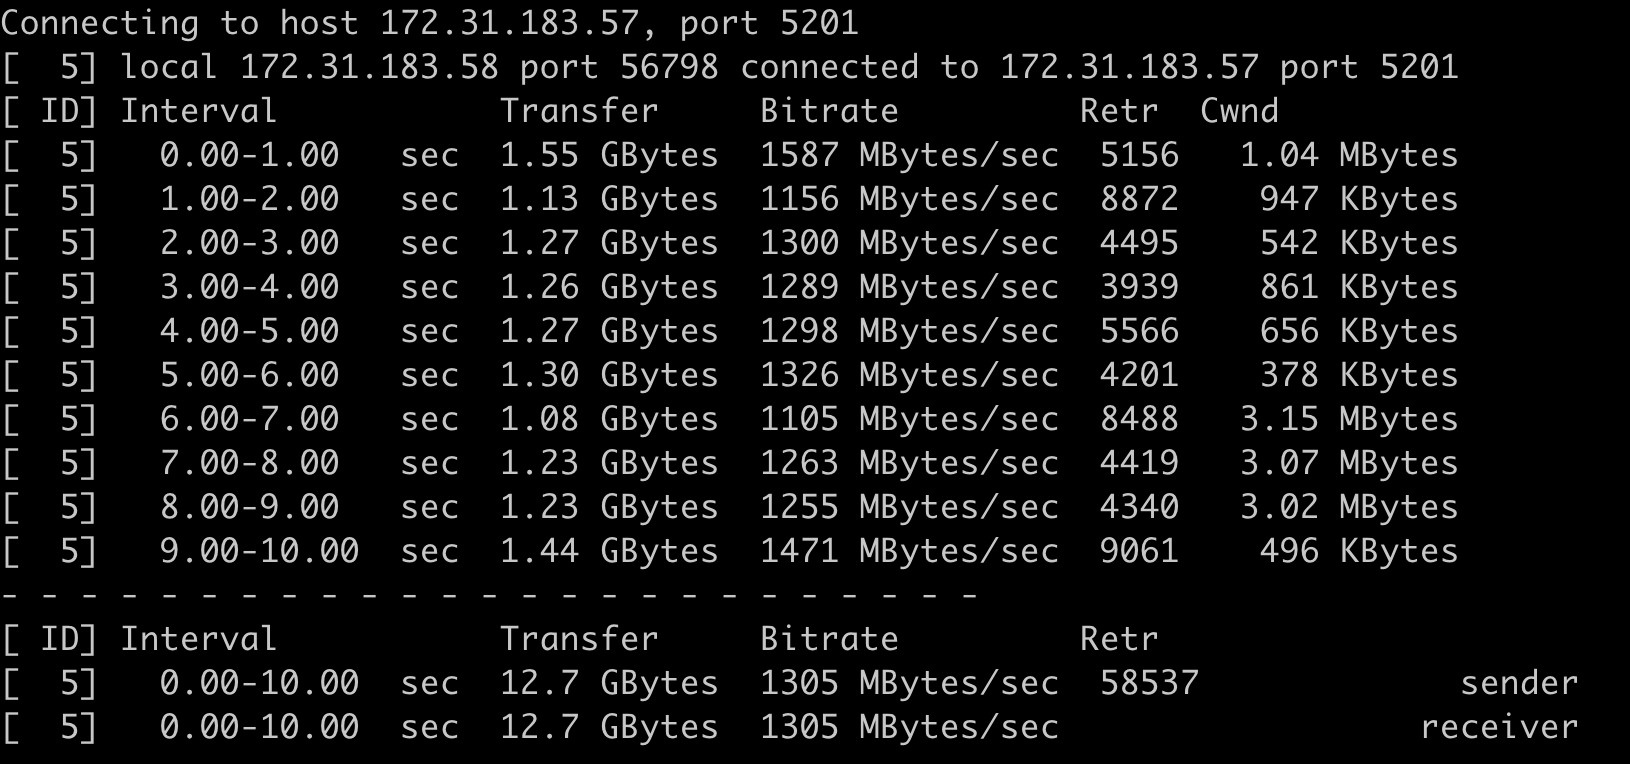 Connecting to host 172.31.183.57, port 5201
[  5] local 172.31.183.58 port 56798 connected to 172.31.183.57 port 5201
[ ID] Interval           Transfer     Bitrate         Retr  Cwnd
[  5]   0.00-1.00   sec  1.55 GBytes  1587 MBytes/sec  5156   1.04 MBytes
[  5]   1.00-2.00   sec  1.13 GBytes  1156 MBytes/sec  8872    947 KBytes
[  5]   2.00-3.00   sec  1.27 GBytes  1300 MBytes/sec  4495    542 KBytes
[  5]   3.00-4.00   sec  1.26 GBytes  1289 MBytes/sec  3939    861 KBytes
[  5]   4.00-5.00   sec  1.27 GBytes  1298 MBytes/sec  5566    656 KBytes
[  5]   5.00-6.00   sec  1.30 GBytes  1326 MBytes/sec  4201    378 KBytes
[  5]   6.00-7.00   sec  1.08 GBytes  1105 MBytes/sec  8488   3.15 MBytes
[  5]   7.00-8.00   sec  1.23 GBytes  1263 MBytes/sec  4419   3.07 MBytes
[  5]   8.00-9.00   sec  1.23 GBytes  1255 MBytes/sec  4340   3.02 MBytes
[  5]   9.00-10.00  sec  1.44 GBytes  1471 MBytes/sec  9061    496 KBytes
- - - - - - - - - - - - - - - - - - - - - - - - -
[ ID] Interval           Transfer     Bitrate         Retr
[  5]   0.00-10.00  sec  12.7 GBytes  1305 MBytes/sec  58537             sender
[  5]   0.00-10.00  sec  12.7 GBytes  1305 MBytes/sec                  receiver